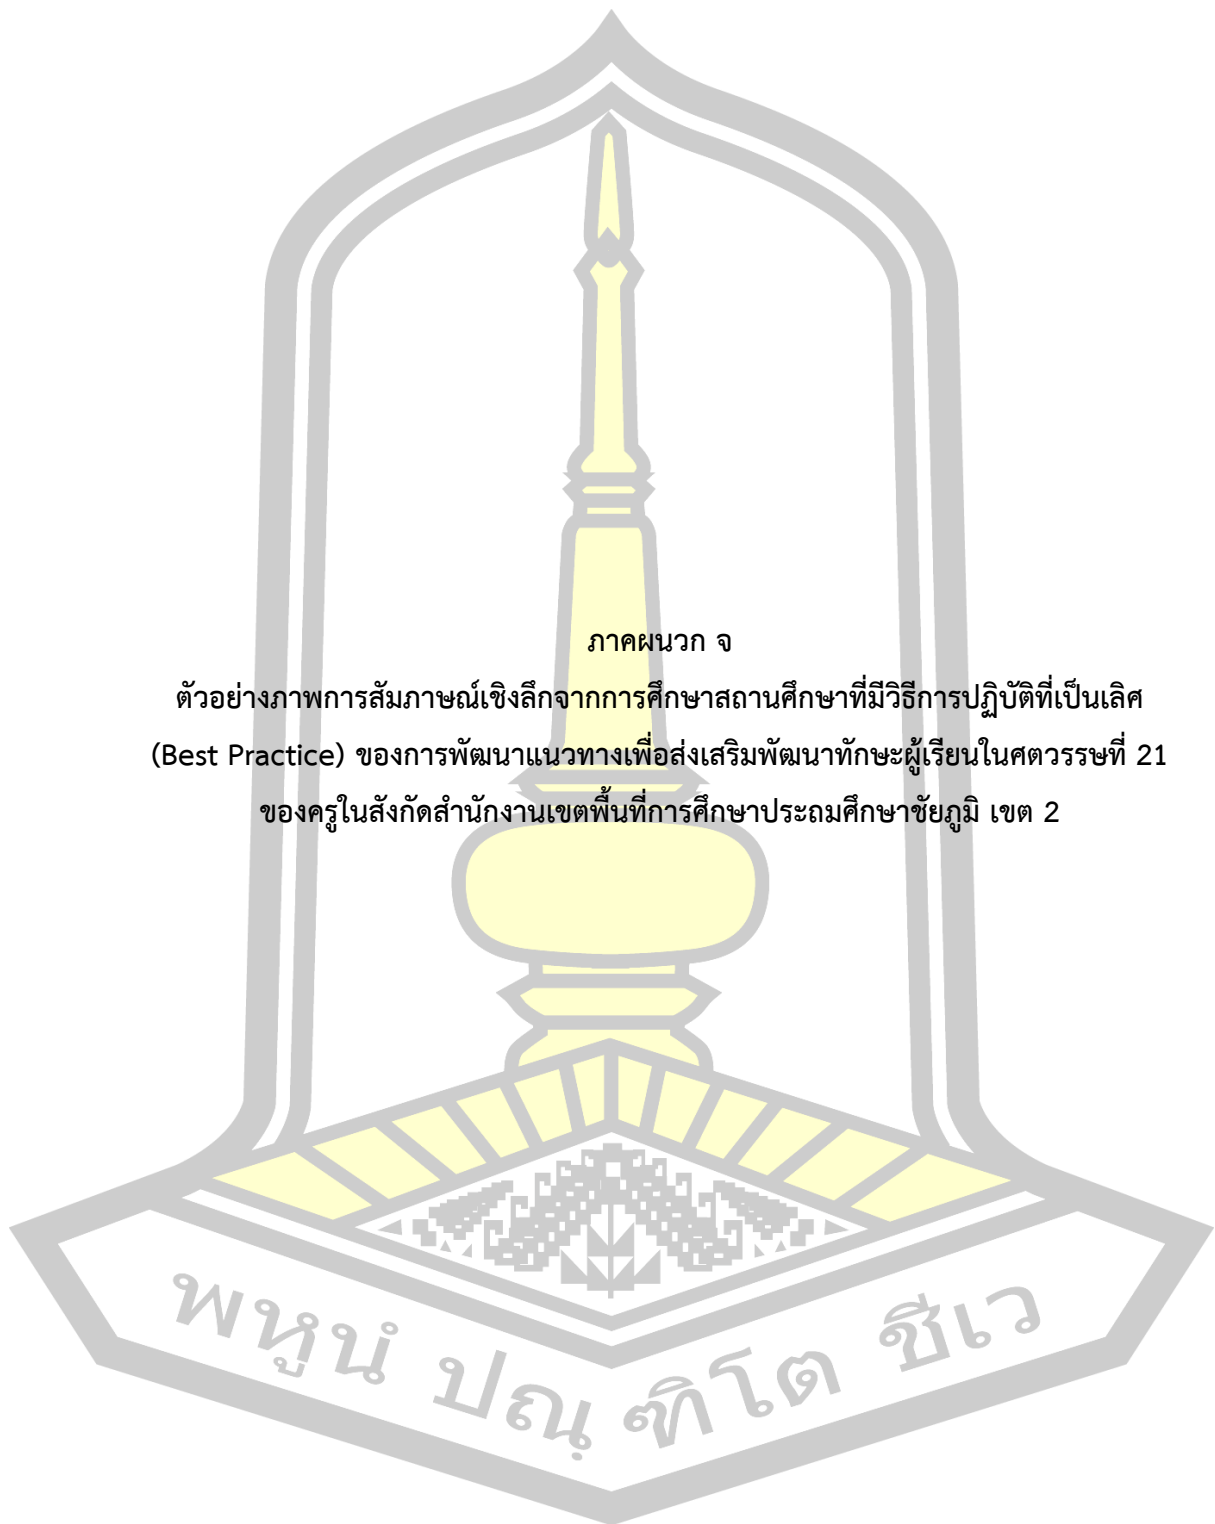 ภาคผนวก จ
ตัวอย่างภาพการสัมภาษณ์เชิงลึกจากการศึกษาสถานศึกษาที่มีวิธีการปฏิบัติที่เป็นเลิศ
(Best Practice) ของการพัฒนาแนวทางเพื่อส่งเสริมพัฒนาทักษะผู้เรียนในศตวรรษที่ 21
ของครูในสังกัดสำนักงานเขตพื้นที่การศึกษาประถมศึกษาชัยภูมิ เขต 2
พหูนํ ปณฺ ฑิโต ชีเว